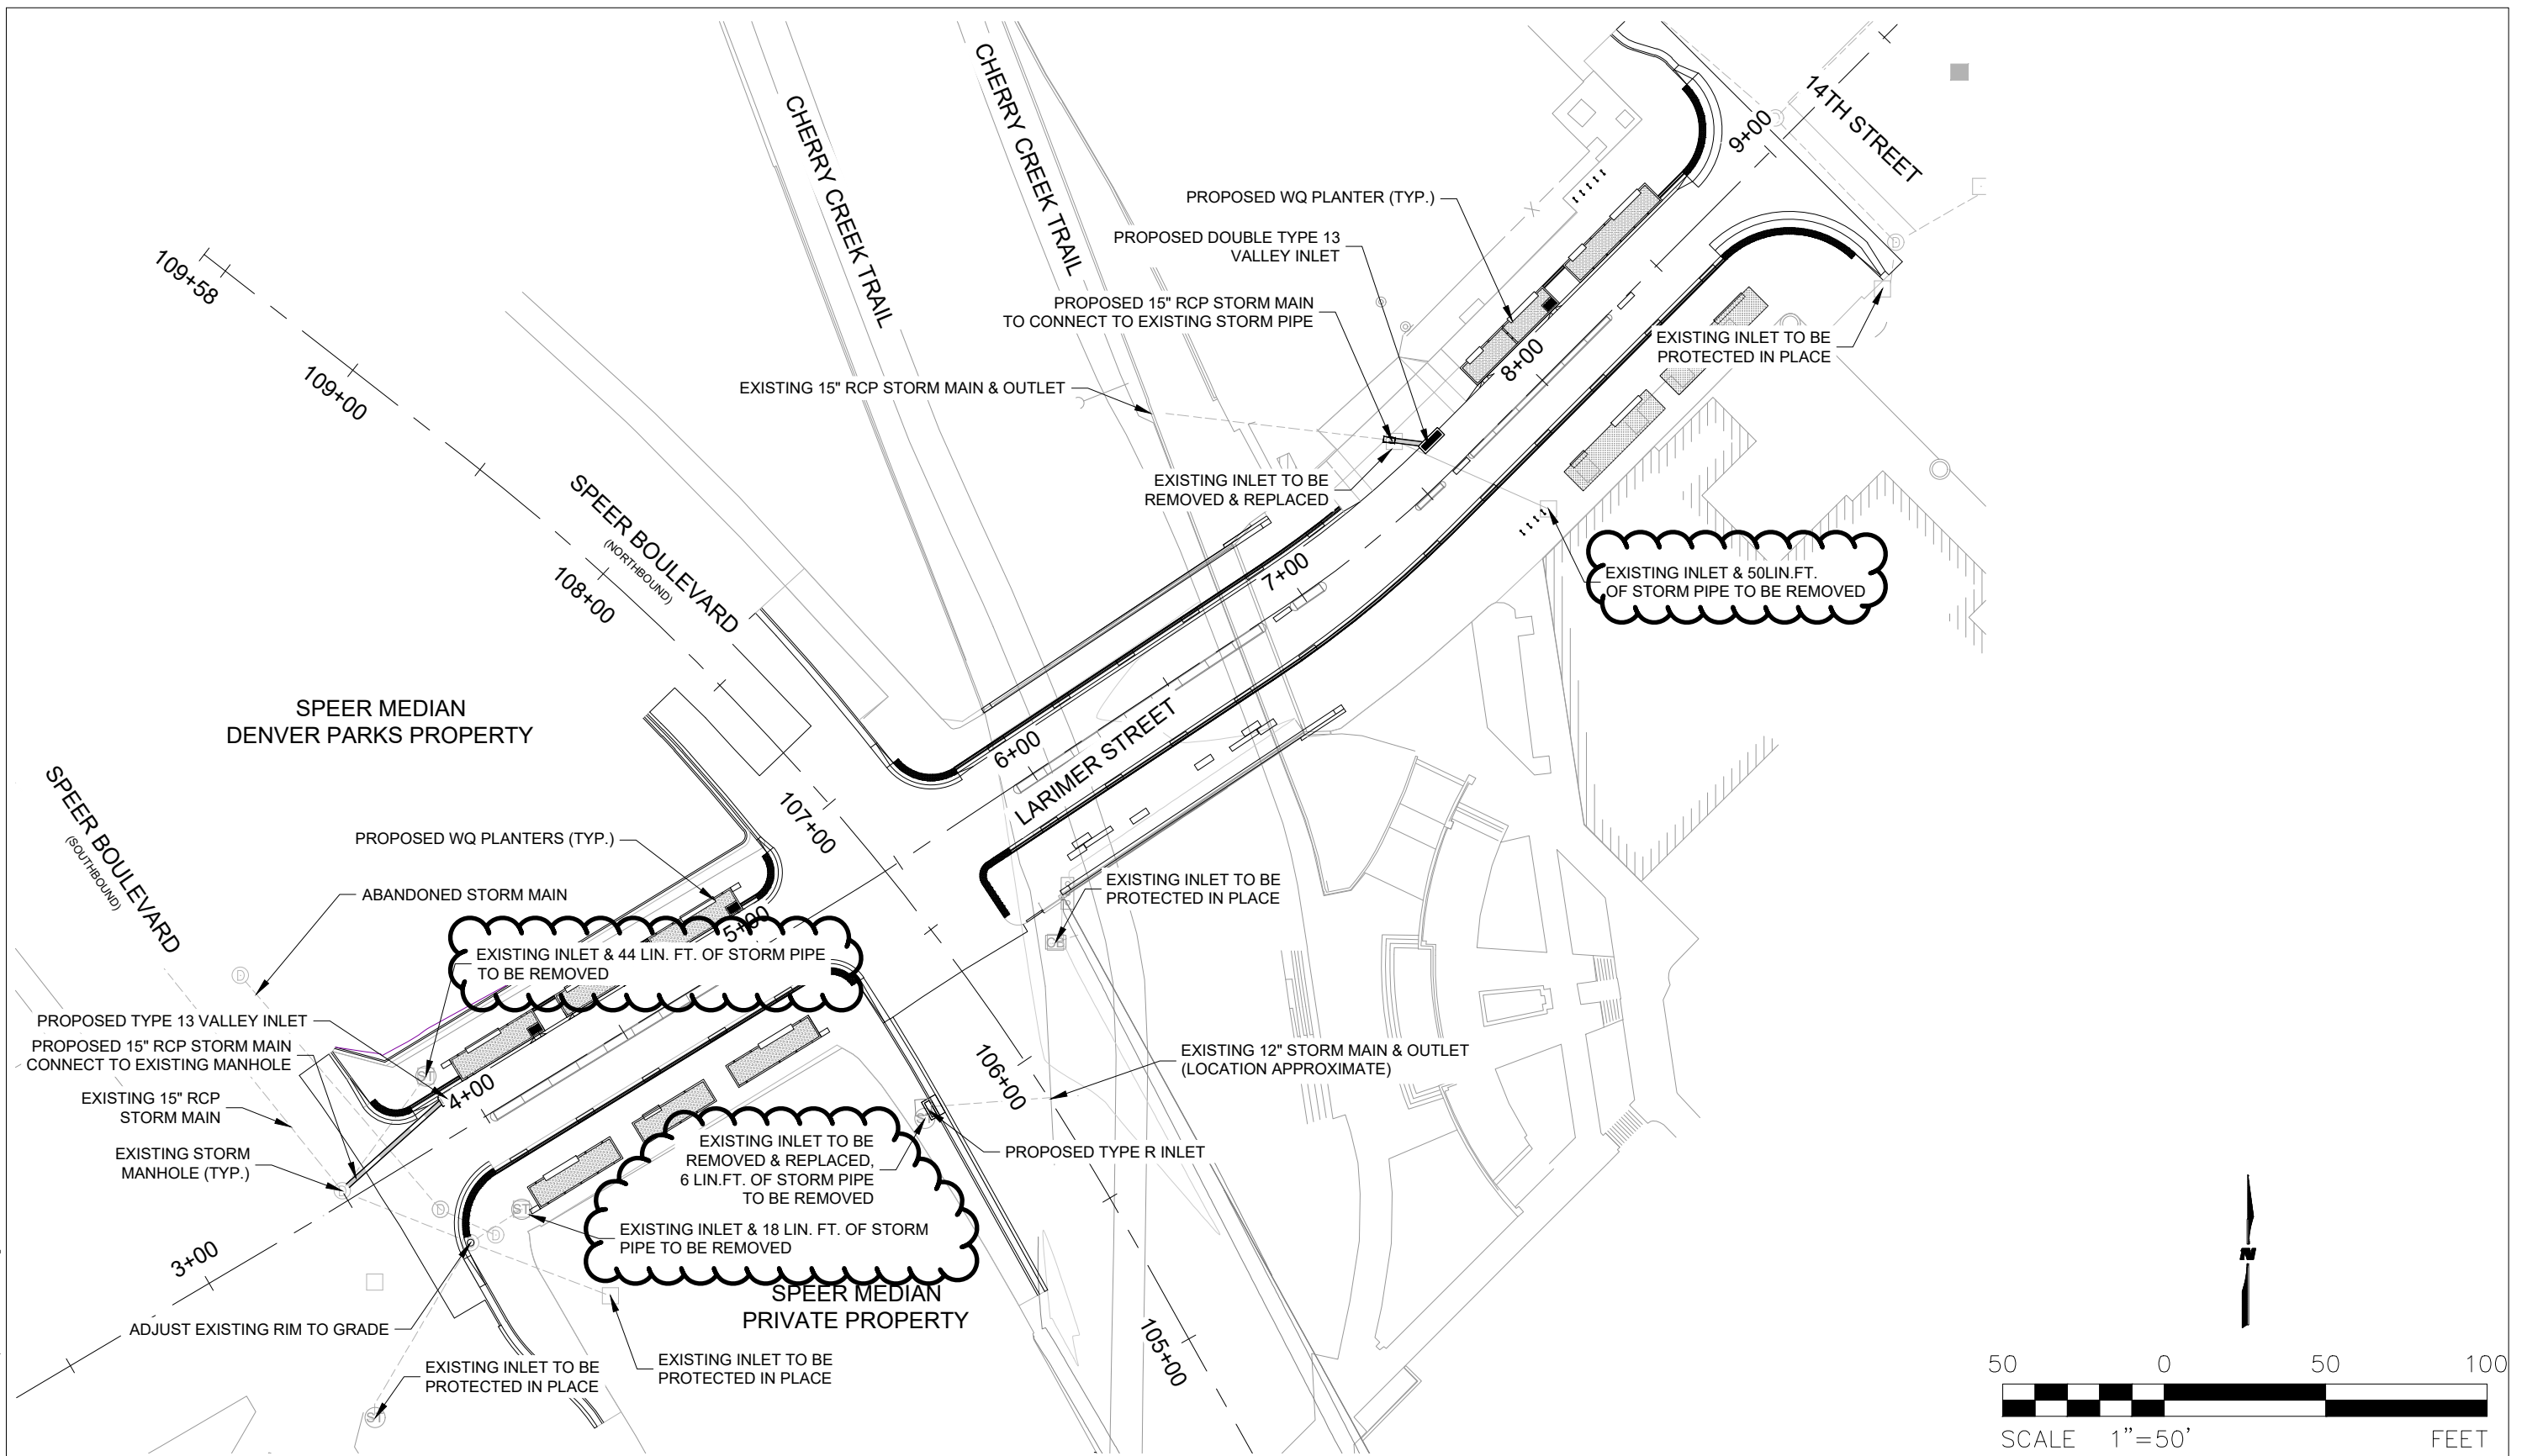 CHERRY CREEK TRAIL
CHERRY CREEK TRAIL
14TH STREET
9+00
PROPOSED WQ PLANTER (TYP.)
PROPOSED DOUBLE TYPE 13
VALLEY INLET
PROPOSED 15" RCP STORM MAIN
TO CONNECT TO EXISTING STORM PIPE
EXISTING 15" RCP STORM MAIN & OUTLET
8+00
EXISTING INLET TO BE
PROTECTED IN PLACE
109+58
109+00
EXISTING INLET TO BE
REMOVED & REPLACED
SPEER BOULEVARD
(NORTHBOUND)
108+00
7+00
EXISTING INLET & 50LIN.FT.
OF STORM PIPE TO BE REMOVED
SPEER MEDIAN
DENVER PARKS PROPERTY
6+00
LARIMER STREET
107+00
SPEER BOULEVARD
(SOUTHBOUND)
PROPOSED WQ PLANTERS (TYP.)
ABANDONED STORM MAIN
5+00
EXISTING INLET & 44 LIN. FT. OF STORM PIPE
TO BE REMOVED
EXISTING INLET TO BE
PROTECTED IN PLACE
D
PROPOSED TYPE 13 VALLEY INLET
PROPOSED 15" RCP STORM MAIN
CONNECT TO EXISTING MANHOLE
EXISTING 15" RCP
STORM MAIN
EXISTING STORM
MANHOLE (TYP.)
ST
4+00
106+00
EXISTING 12" STORM MAIN & OUTLET
(LOCATION APPROXIMATE)
PROPOSED TYPE R INLET
EXISTING INLET TO BE
REMOVED & REPLACED,
6 LIN.FT. OF STORM PIPE
TO BE REMOVED
EXISTING INLET & 18 LIN. FT. OF STORM
PIPE TO BE REMOVED
D
D
D
ST
D
3+00
SPEER MEDIAN
PRIVATE PROPERTY
ADJUST EXISTING RIM TO GRADE
EXISTING INLET TO BE
PROTECTED IN PLACE
EXISTING INLET TO BE
PROTECTED IN PLACE
ST
105+00
N
50 0 50 100
SCALE 1"=50' FEET